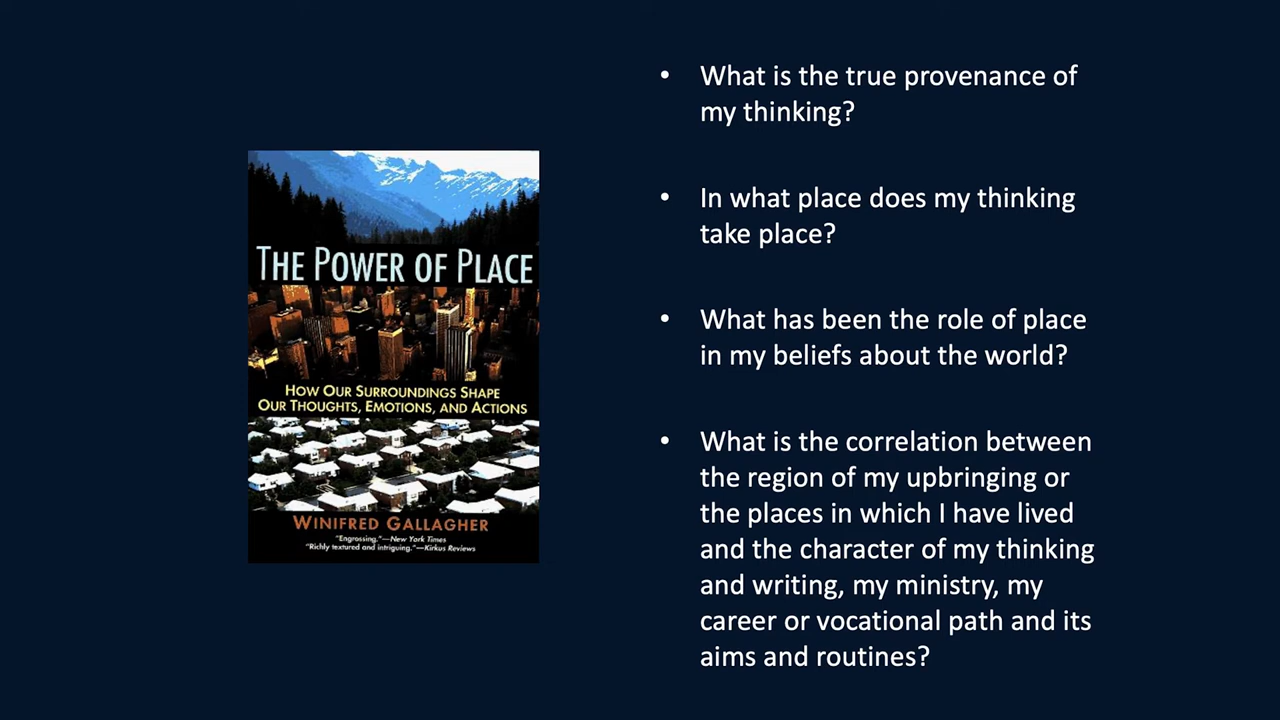 THE POWER OF PLACE
HOW OUR SURROUNDINGS SHAPE
OUR THOUGHTS, EMOTIONS, AND ACTIONS
WINIFRED GALLAGHER
"Engrossing."—New York Times
"Richly textured and intriguing."—Kirkus Reviews
• What is the true provenance of
my thinking?
• In what place does my thinking
take place?
• What has been the role of place
in my beliefs about the world?
• What is the correlation between
the region of my upbringing or
the places in which I have lived
and the character of my thinking
and writing, my ministry, my
career or vocational path and its
aims and routines?